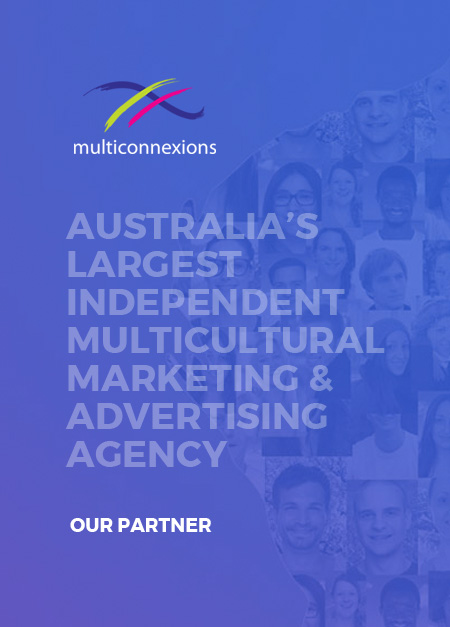 multiconnexions
AUSTRALIA’S
LARGEST
INDEPENDENT
MULTICULTURAL
MARKETING &
ADVERTISING
AGENCY
OUR PARTNER